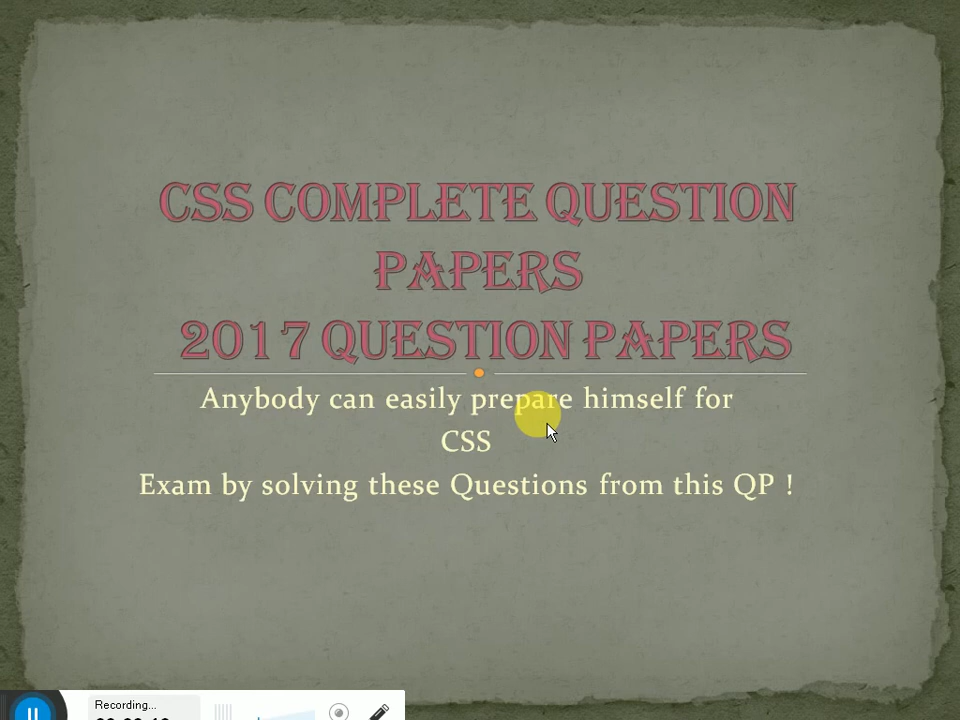 CSS COMPLETE QUESTION
PAPERS
2017 QUESTION PAPERS
Anybody can easily prepare himself for
CSS
Exam by solving these Questions from this QP !
Recording...